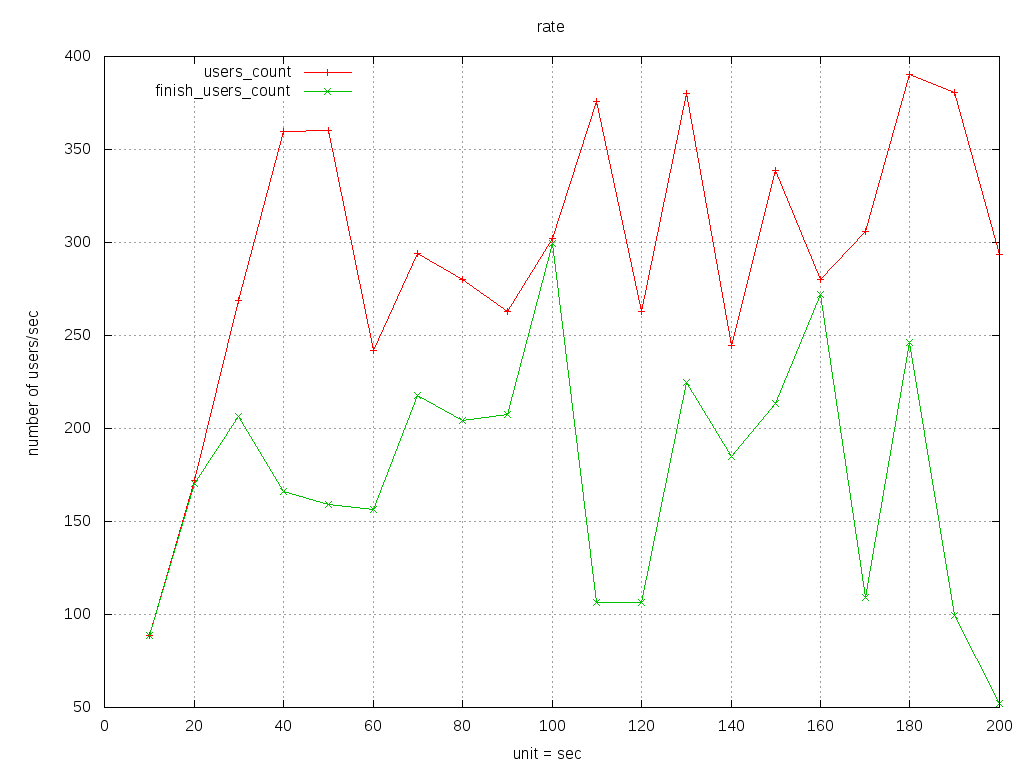 rate
400
350
300
250
200
150
100
50
users_count
finish_users_count
number of users/sec
0 20 40 60 80 100 120 140 160 180 200
unit = sec